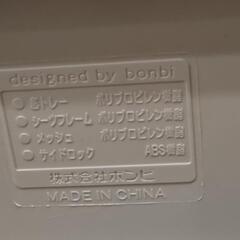 designed by bonbi
● 底トレー ポリプロピレン樹脂
● シーツフレーム ポリプロピレン樹脂
● メッシュ ポリプロピレン樹脂
● サイドロック ABS樹脂
株式会社ボンビ
MADE IN CHINA